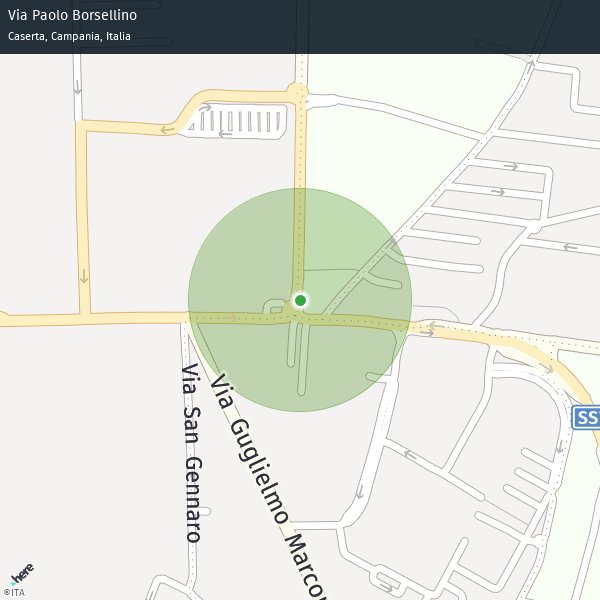 Via Paolo Borsellino
Caserta, Campania, Italia
SS
Via San Gennaro
Via Guglielmo Marco
here
©ITA